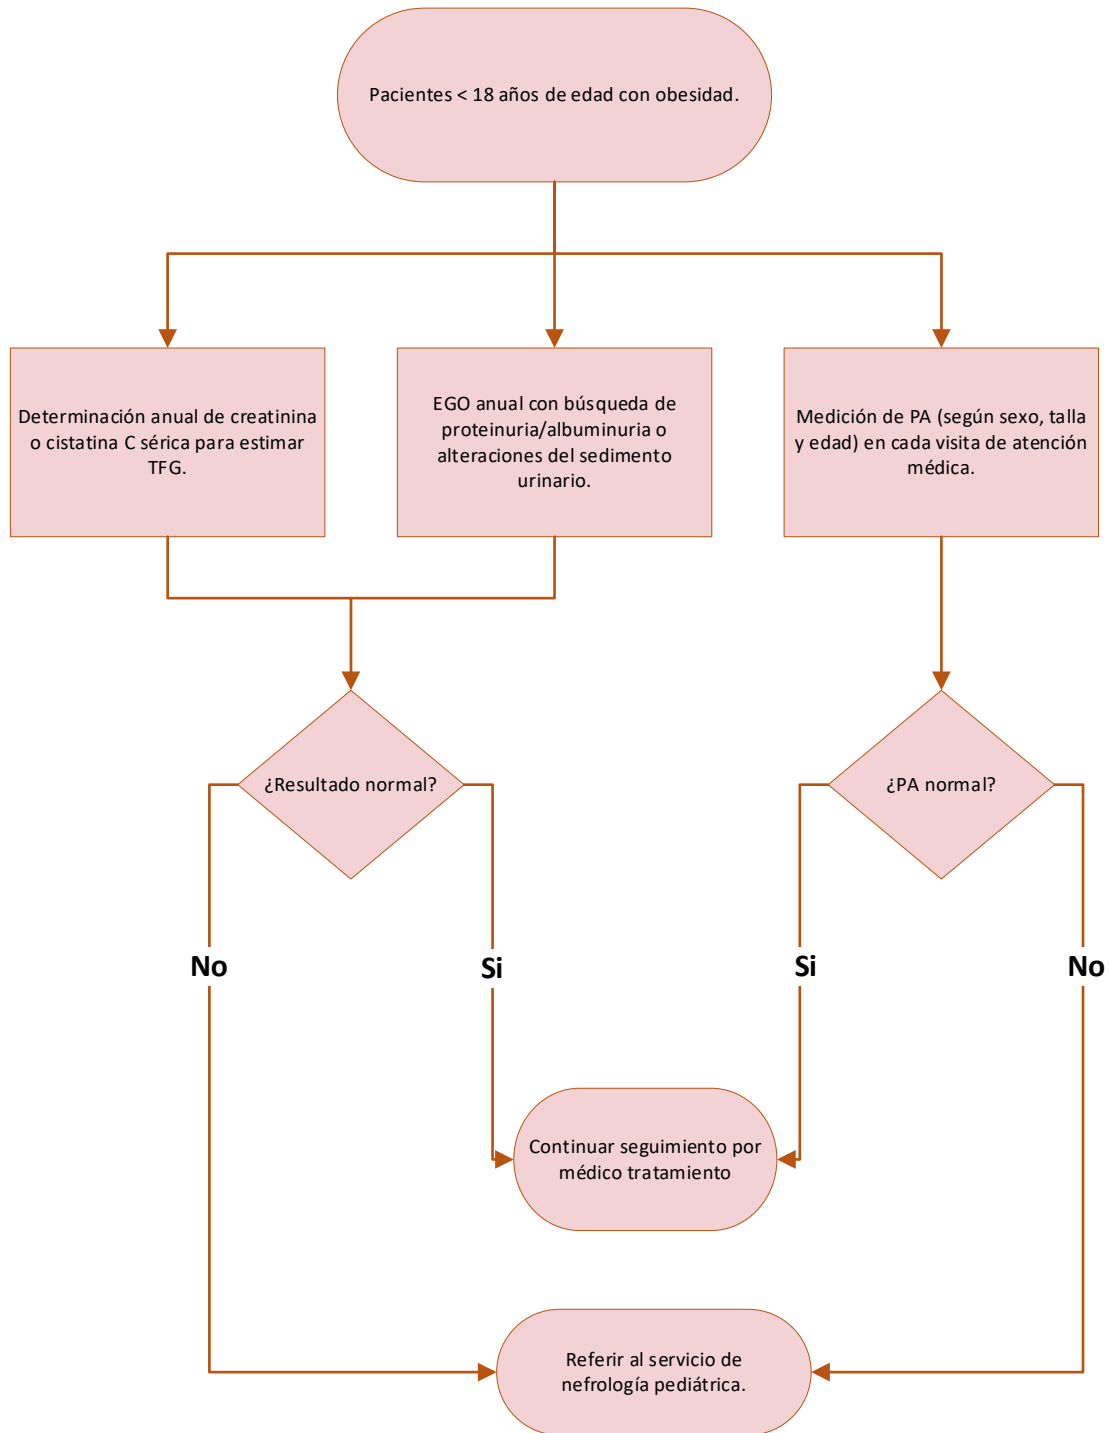 Pacientes < 18 años de edad con obesidad.
Determinación anual de creatinina
o cistatina C sérica para estimar
TFG.
EGO anual con búsqueda de
proteinuria/albuminuria o
alteraciones del sedimento
urinario.
Medición de PA (según sexo, talla
y edad) en cada visita de atención
médica.
¿Resultado normal?
¿PA normal?
No
Si
Si
No
Continuar seguimiento por
médico tratamiento
Referir al servicio de
nefrología pediátrica.